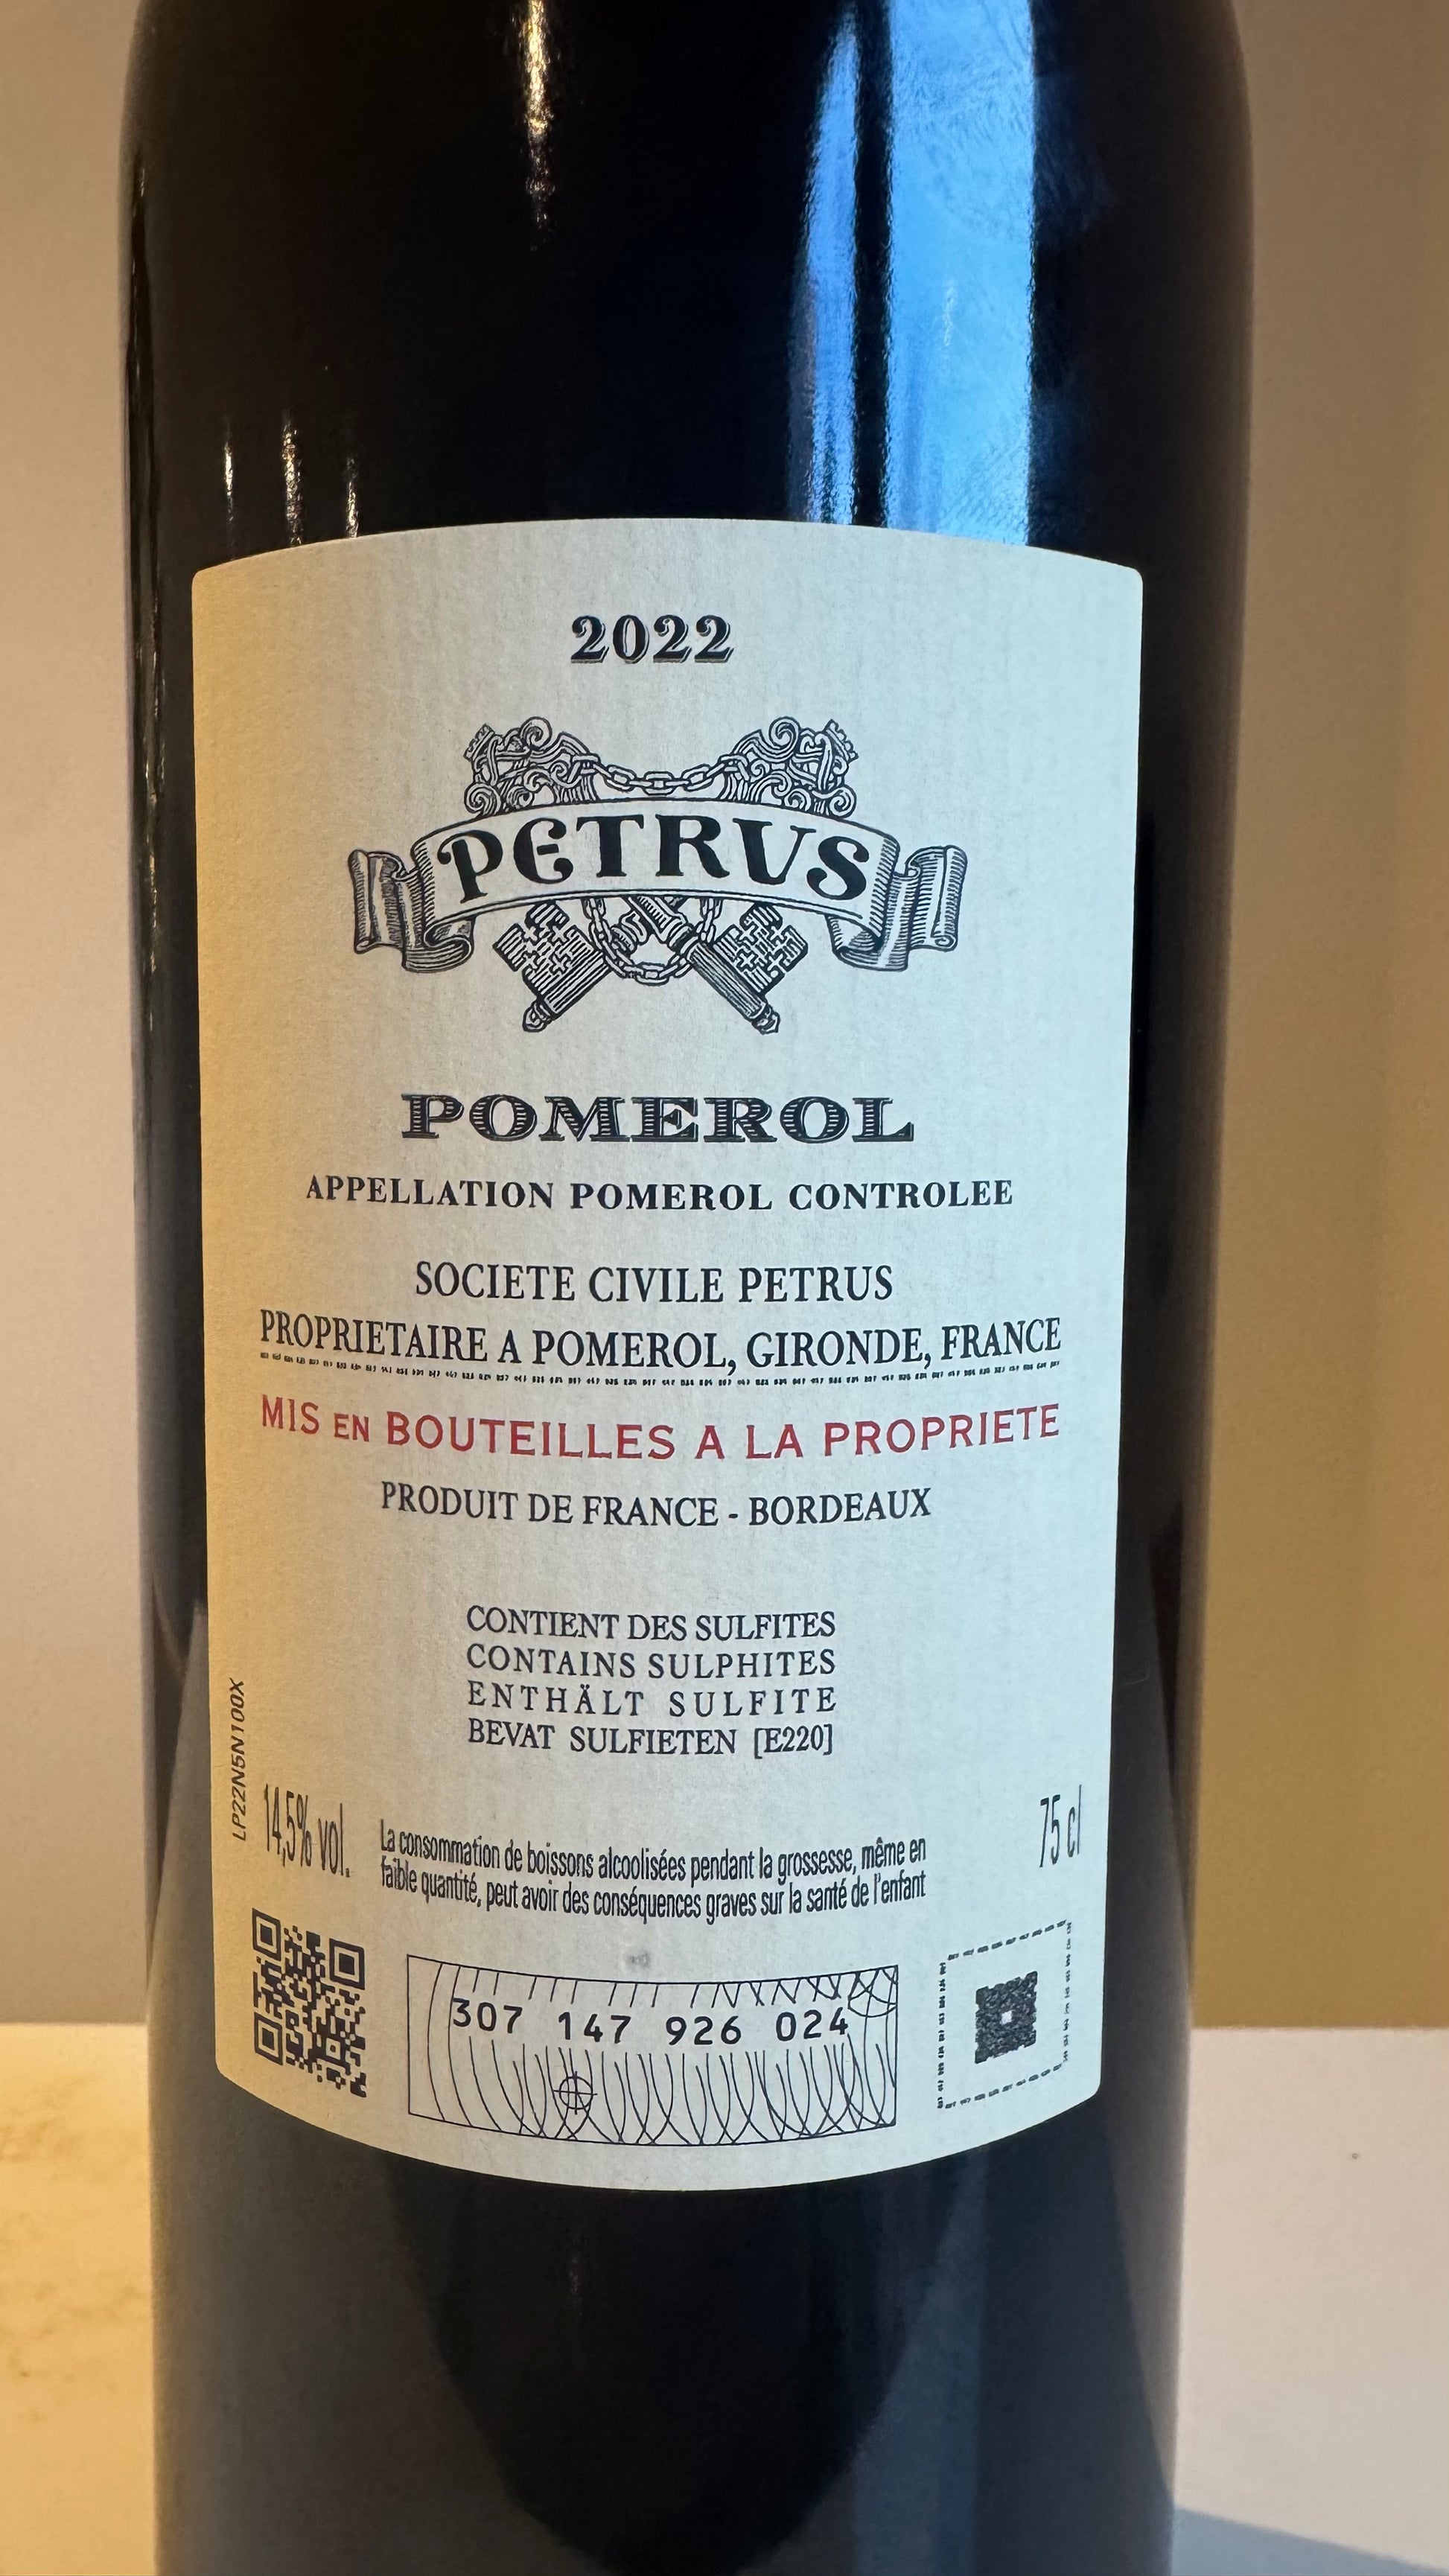 2022
PETRUS
POMEROL
APPELLATION POMEROL CONTROLEE
SOCIETE CIVILE PETRUS
PROPRIETAIRE A POMEROL, GIRONDE, FRANCE
MIS EN BOUTEILLES A LA PROPRIETE
PRODUIT DE FRANCE - BORDEAUX
CONTIENT DES SULFITES
CONTAINS SULPHITES
ENTHÄLT SULFITE
BEVAT SULFIETEN [E220]
LP22N5N100X
14,5% vol.
La consommation de boissons alcoolisées pendant la grossesse, même en
faible quantité, peut avoir des conséquences graves sur la santé de l'enfant
75 cl
307 147 926 024